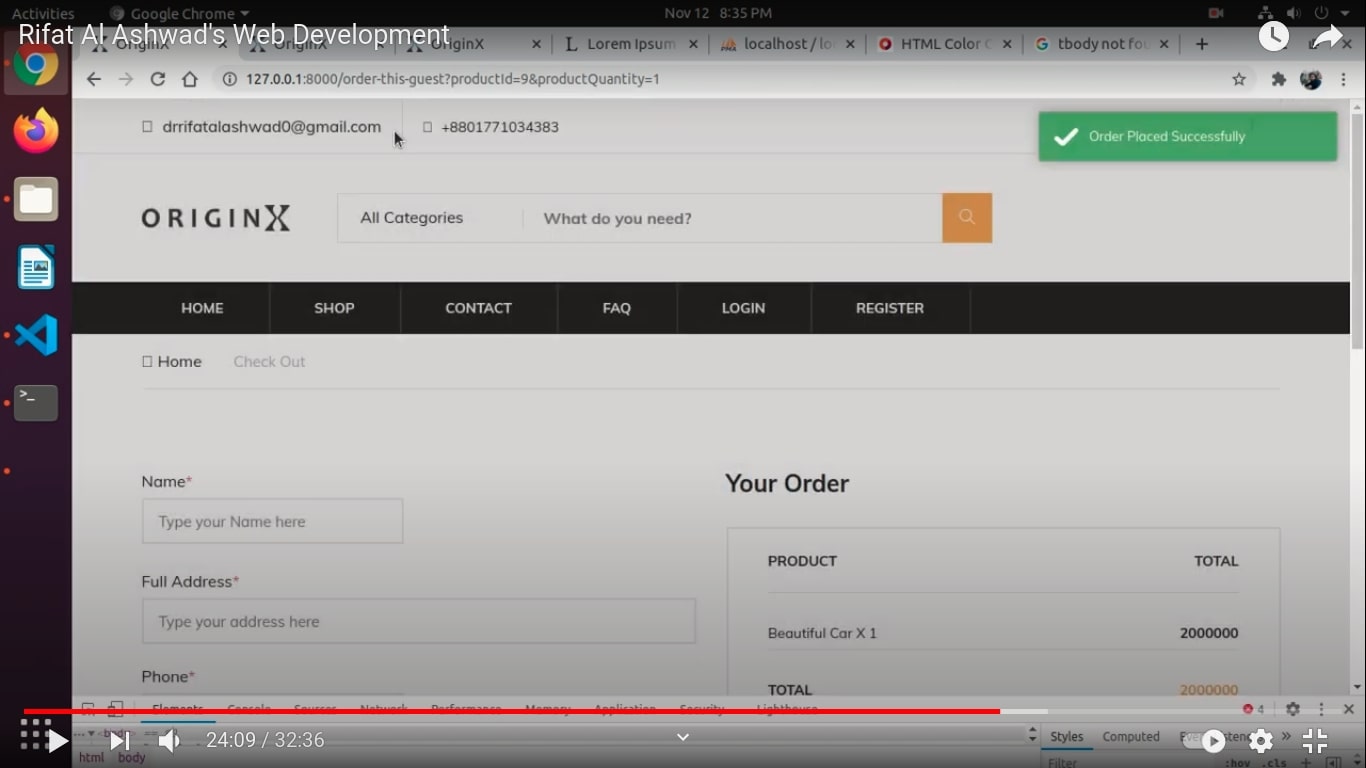 Activities Google Chrome Nov 12 8:35 PM
Rifat Al Ashwad's Web Development
OriginX OriginX OriginX Lorem Ipsum localhost / lo HTML Color C tbody not fou
127.0.0.1:8000/order-this-guest?productId=9&productQuantity=1
drrifatalashwad0@gmail.com +8801771034383
Order Placed Successfully
ORIGINX All Categories What do you need?
HOME SHOP CONTACT FAQ LOGIN REGISTER
Home Check Out
Name*
Your Order
Type your Name here
PRODUCT TOTAL
Full Address*
Type your address here
Beautiful Car X 1 2000000
Phone*
TOTAL 2000000
Elements Console Sources Network Performance Memory Application Security Lighthouse 4
24:09 / 32:36
Styles Computed
html body
Filter :hov .cls